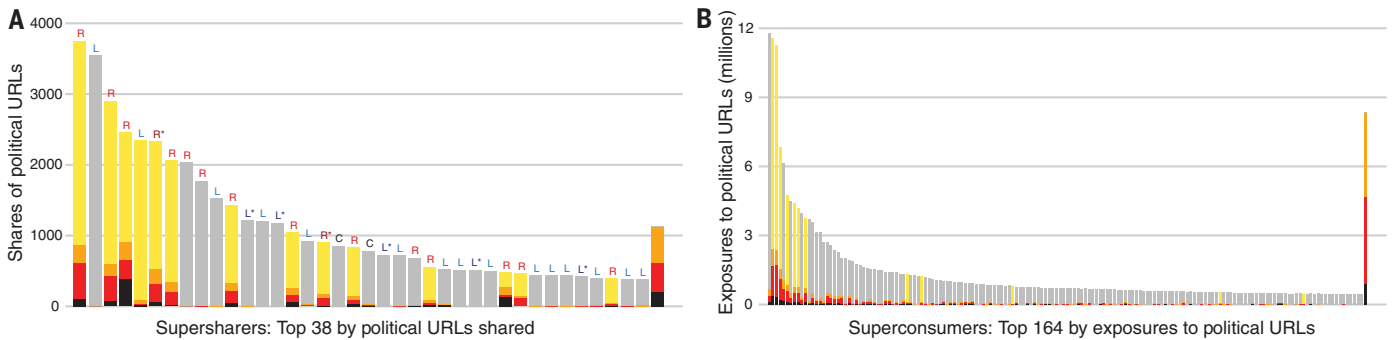 A
Shares of political URLs
4000
3000
2000
1000
0
R L R R L R* R R R L R L* L L* R L R* C R C L* L R R L L L* L R R L L L L* L R L L
Supersharers: Top 38 by political URLs shared
B
Exposures to political URLs (millions)
12
9
6
3
0
Superconsumers: Top 164 by exposures to political URLs